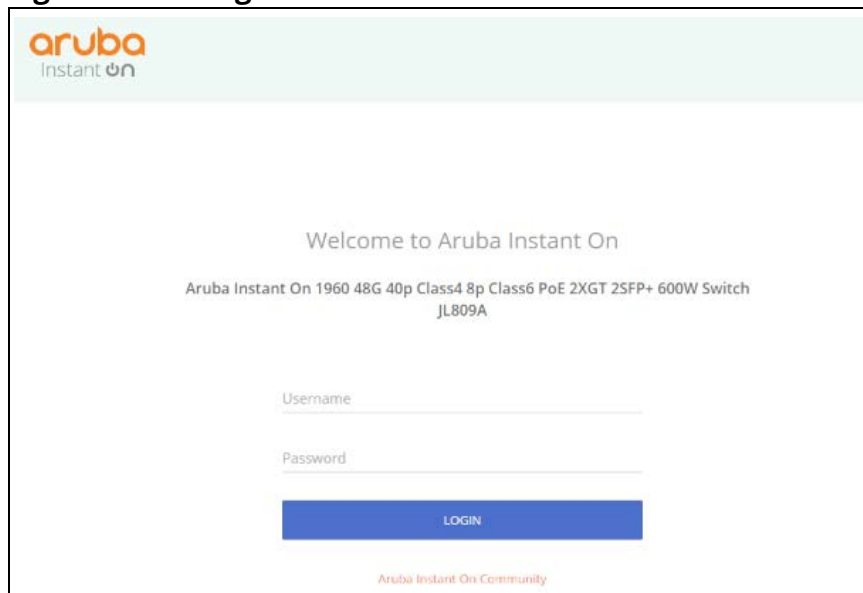 aruba
Instant On
Welcome to Aruba Instant On
Aruba Instant On 1960 48G 40p Class4 8p Class6 PoE 2XGT 2SFP+ 600W Switch
JL809A
Username
Password
LOGIN
Aruba Instant On Community